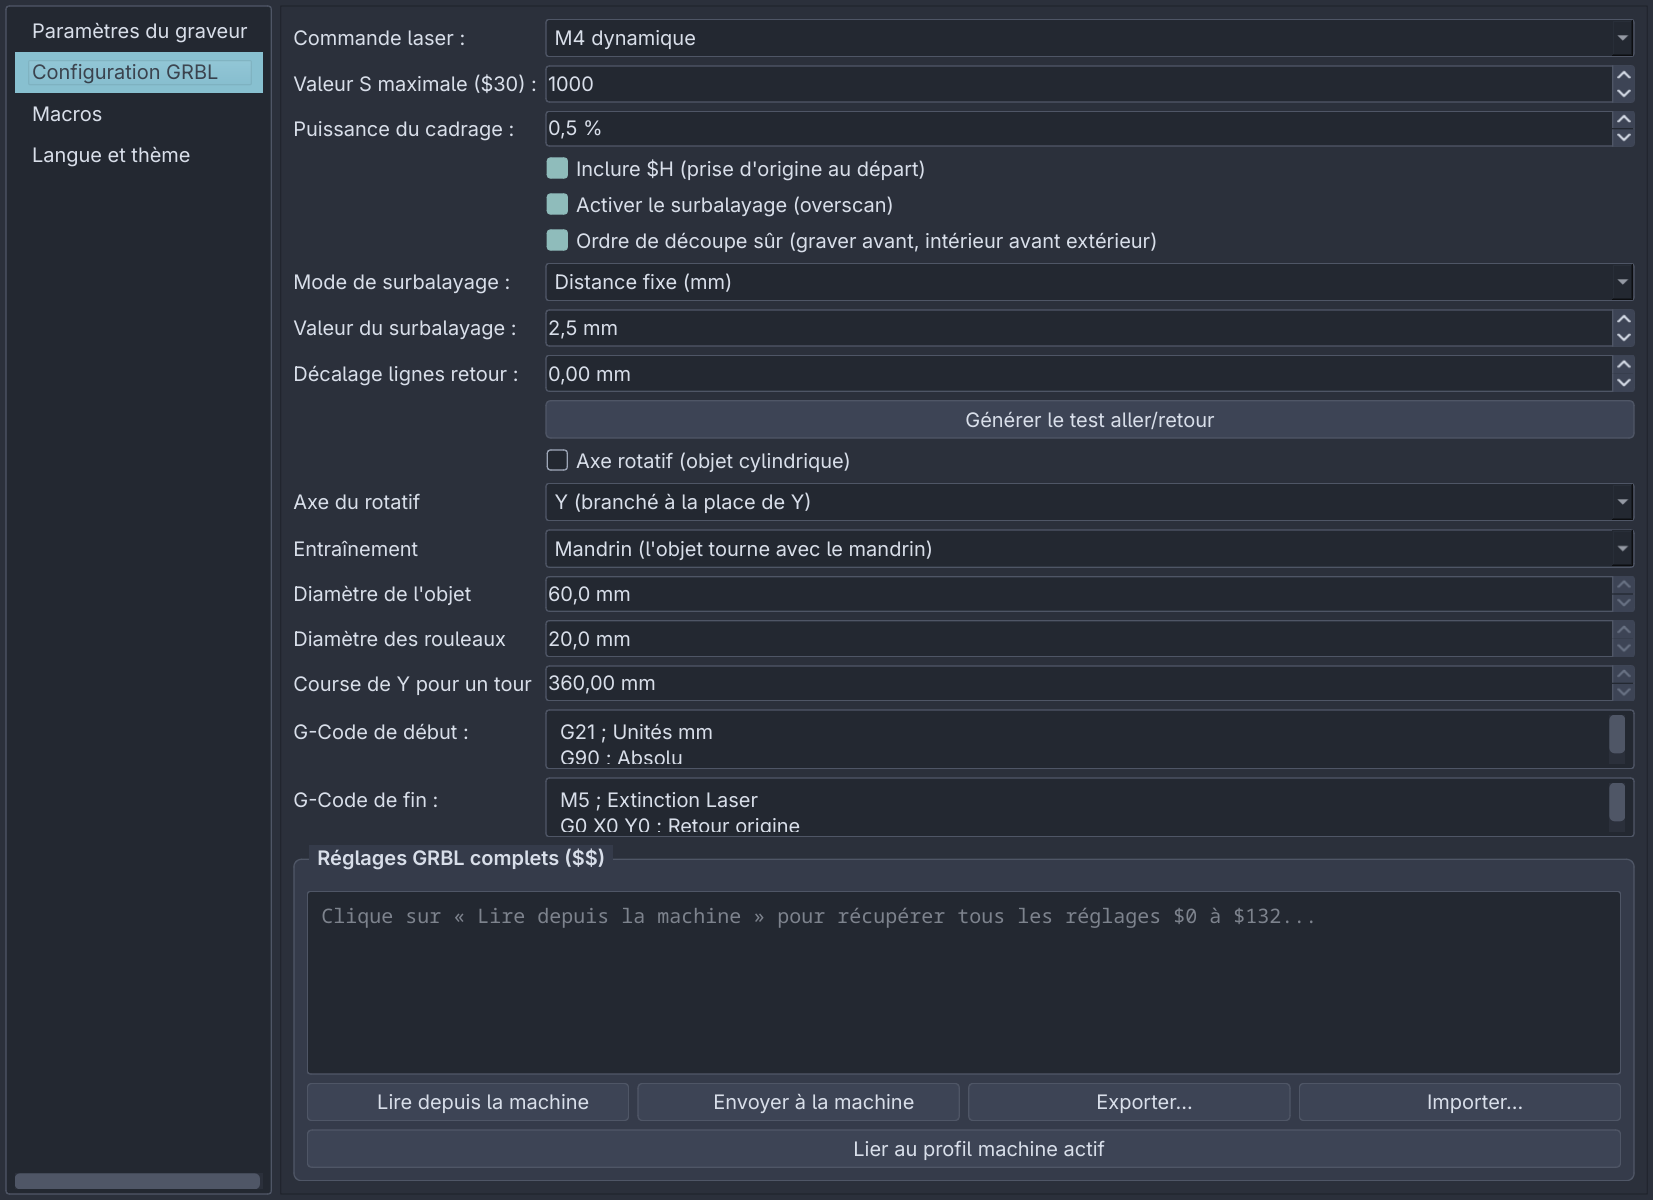 Paramètres du graveur
Configuration GRBL
Macros
Langue et thème
Commande laser : M4 dynamique
Valeur S maximale ($30) : 1000
Puissance du cadrage : 0,5 %
Inclure $H (prise d'origine au départ)
Activer le surbalayage (overscan)
Ordre de découpe sûr (graver avant, intérieur avant extérieur)
Mode de surbalayage : Distance fixe (mm)
Valeur du surbalayage : 2,5 mm
Décalage lignes retour : 0,00 mm
Générer le test aller/retour
Axe rotatif (objet cylindrique)
Axe du rotatif Y (branché à la place de Y)
Entraînement Mandrin (l'objet tourne avec le mandrin)
Diamètre de l'objet 60,0 mm
Diamètre des rouleaux 20,0 mm
Course de Y pour un tour 360,00 mm
G-Code de début : G21 ; Unités mm
G90 ; Absolu
G-Code de fin : M5 ; Extinction Laser
G0 X0 Y0 ; Retour origine
Réglages GRBL complets ($$)
Clique sur « Lire depuis la machine » pour récupérer tous les réglages $0 à $132...
Lire depuis la machine
Envoyer à la machine
Exporter...
Importer...
Lier au profil machine actif